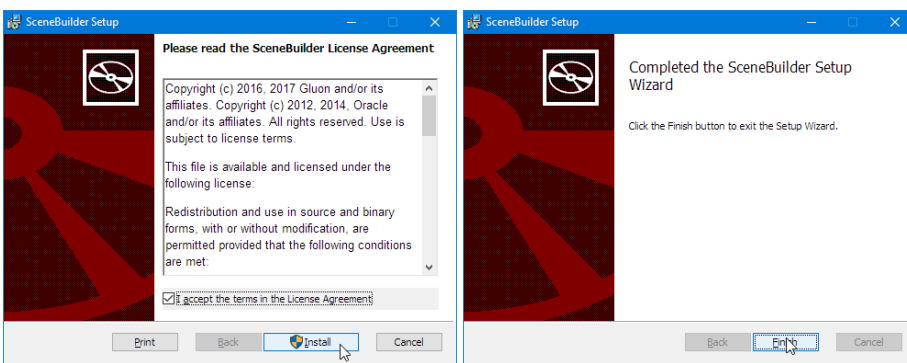 SceneBuilder Setup
Please read the SceneBuilder License Agreement
Copyright (c) 2016, 2017 Gluon and/or its
affiliates. Copyright (c) 2012, 2014, Oracle
and/or its affiliates. All rights reserved. Use is
subject to license terms.
This file is available and licensed under the
following license:
Redistribution and use in source and binary
forms, with or without modification, are
permitted provided that the following conditions
are met:
I accept the terms in the License Agreement
Print
Back
Install
Cancel
SceneBuilder Setup
Completed the SceneBuilder Setup
Wizard
Click the Finish button to exit the Setup Wizard.
Back
Finish
Cancel